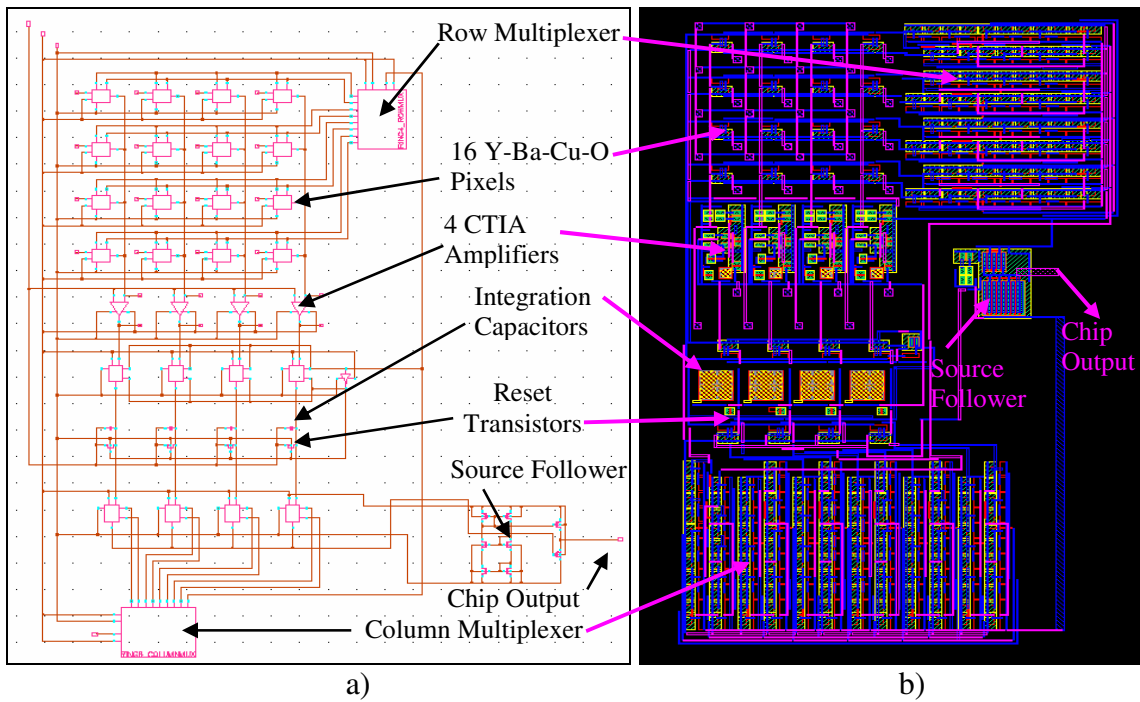 Row Multiplexer
16 Y-Ba-Cu-O
Pixels
4 CTIA
Amplifiers
Integration
Capacitors
Reset
Transistors
Source Follower
Chip Output
Column Multiplexer
Chip
Output
Source
Follower
a)
b)